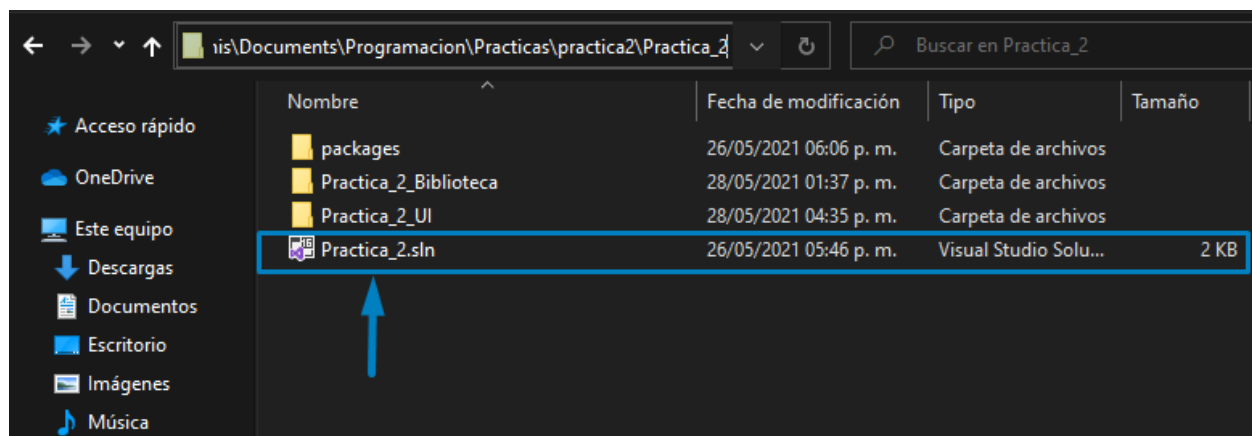 nis\Documents\Programacion\Practicas\practica2\Practica_2
Buscar en Practica_2
Nombre Fecha de modificación Tipo Tamaño
Acceso rápido
OneDrive
Este equipo
Descargas
Documentos
Escritorio
Imágenes
Música
packages 26/05/2021 06:06 p. m. Carpeta de archivos
Practica_2_Biblioteca 28/05/2021 01:37 p. m. Carpeta de archivos
Practica_2_UI 28/05/2021 04:35 p. m. Carpeta de archivos
Practica_2.sln 26/05/2021 05:46 p. m. Visual Studio Solu... 2 KB